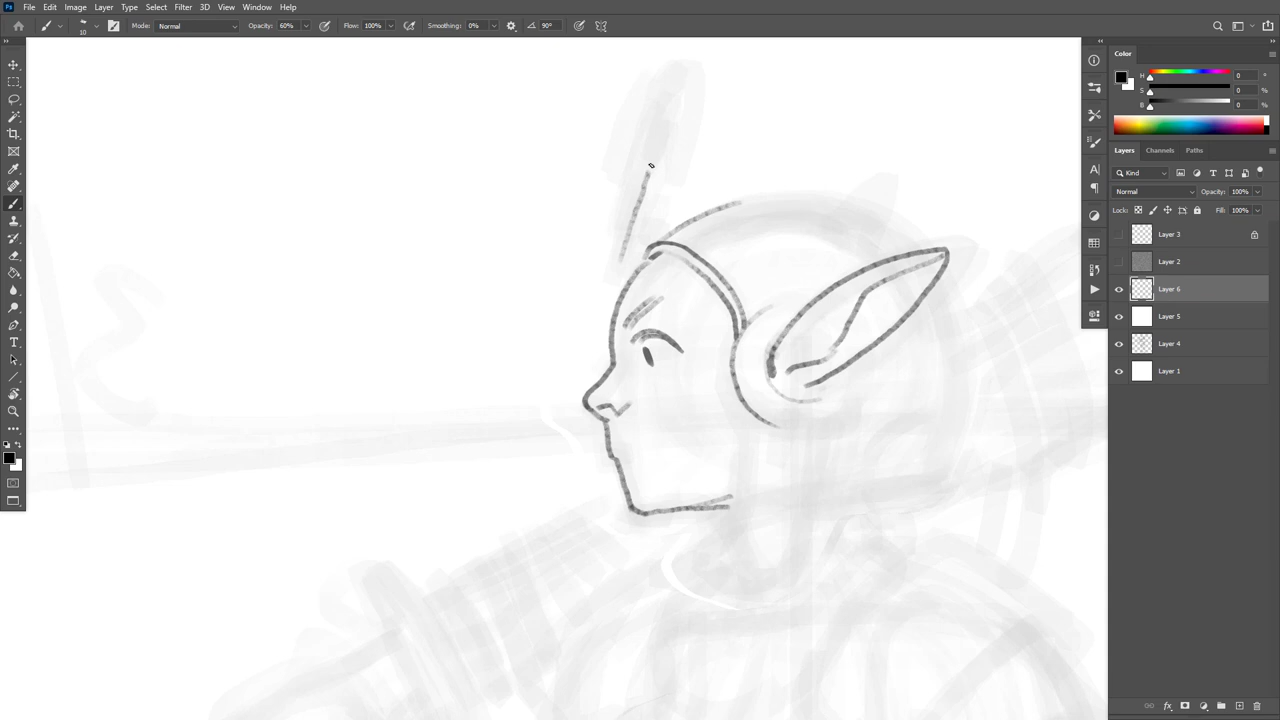 Ps File Edit Image Layer Type Select Filter 3D View Window Help
10 Mode: Normal Opacity: 60% Flow: 100% Smoothing: 0% 90°
Color
H 0 °
S 0 %
B 0 %
Layers Channels Paths
Kind
Normal Opacity: 100%
Lock: Fill: 100%
Layer 3
Layer 2
Layer 6
Layer 5
Layer 4
Layer 1